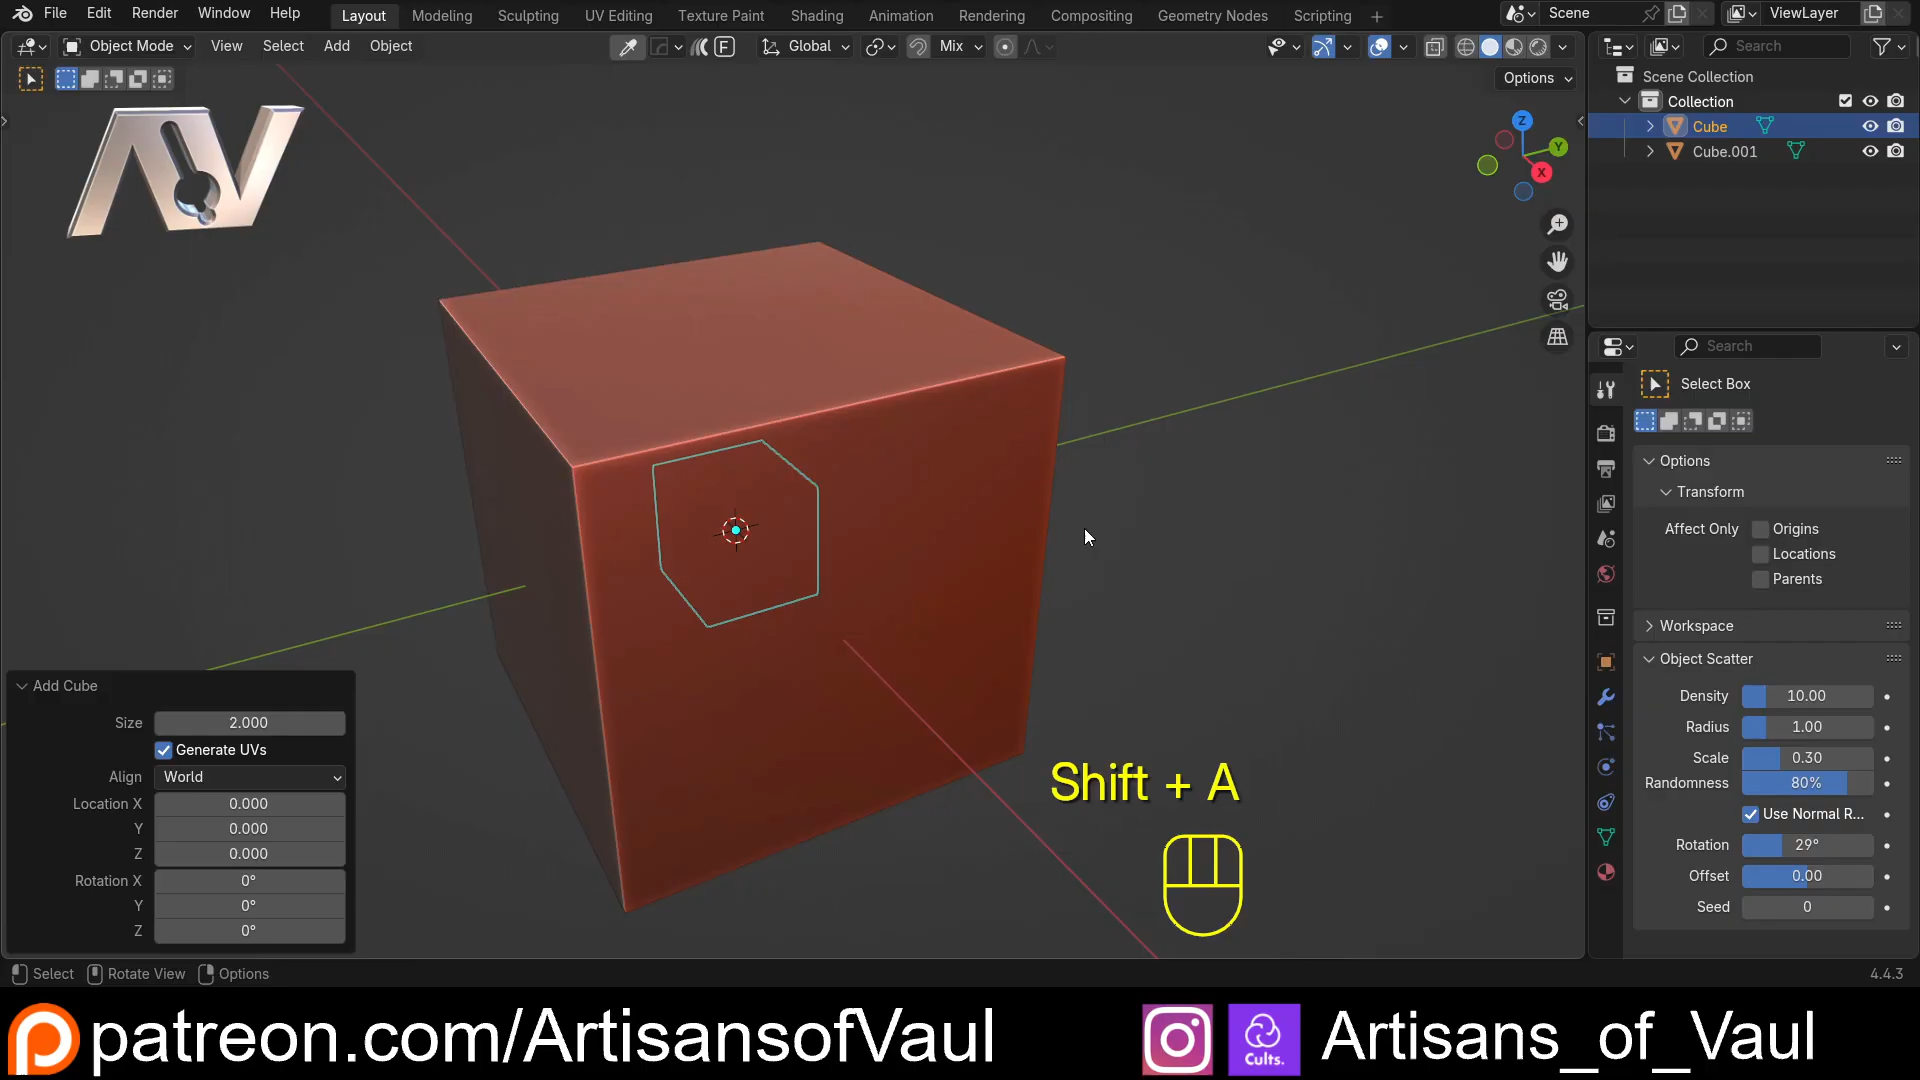 File Edit Render Window Help Layout Modeling Sculpting UV Editing Texture Paint Shading Animation Rendering Compositing Geometry Nodes Scripting + Scene ViewLayer
Object Mode View Select Add Object F Global Mix Search
Options
Scene Collection
Collection
Cube
Cube.001
Z
Y
X
AV
Search
Select Box
Options
Transform
Affect Only Origins
Locations
Parents
Workspace
Object Scatter
Density 10.00
Radius 1.00
Scale 0.30
Randomness 80%
Use Normal R...
Rotation 29°
Offset 0.00
Seed 0
Add Cube
Size 2.000
Generate UVs
Align World
Location X 0.000
Y 0.000
Z 0.000
Rotation X 0°
Y 0°
Z 0°
Shift + A
Select Rotate View Options 4.4.3
patreon.com/ArtisansofVaul Cults. Artisans_of_Vaul